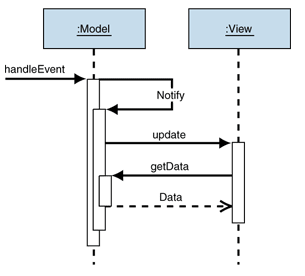 :Model
:View
handleEvent
Notify
update
getData
Data